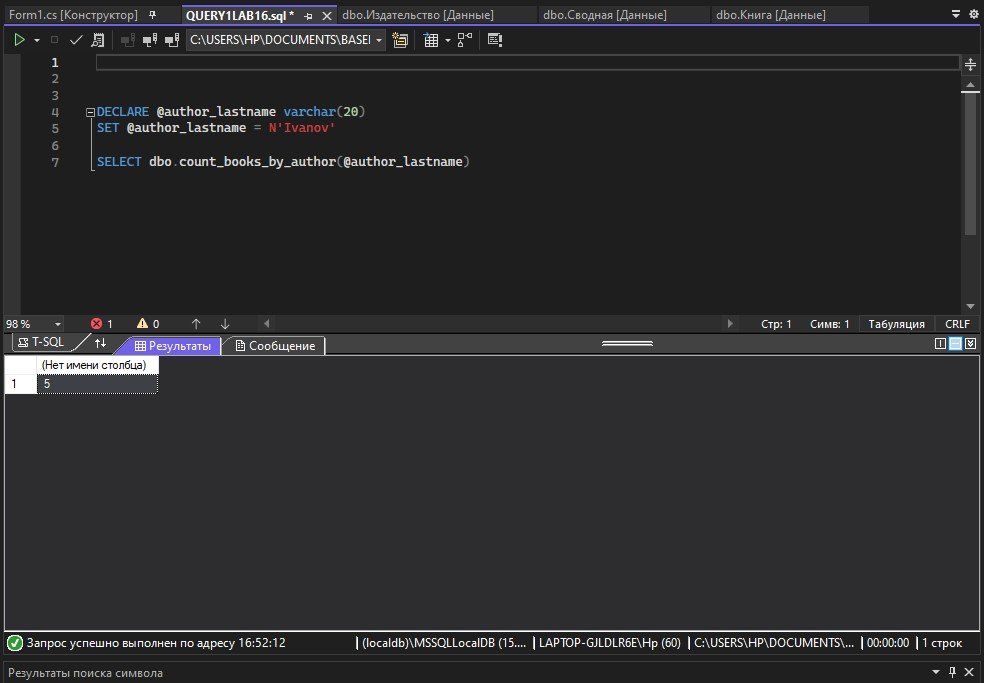 Form1.cs [Конструктор] QUERY1LAB16.sql * dbo.Издательство [Данные] dbo.Сводная [Данные] dbo.Книга [Данные]
C:\USERS\HP\DOCUMENTS\BASEI
1
2
3
4 DECLARE @author_lastname varchar(20)
5 SET @author_lastname = N'Ivanov'
6
7 SELECT dbo.count_books_by_author(@author_lastname)
98 % 1 0 Стр: 1 Симв: 1 Табуляция CRLF
T-SQL Результаты Сообщение
(Нет имени столбца)
1 5
Запрос успешно выполнен по адресу 16:52:12 (localdb)\MSSQLLocalDB (15.... LAPTOP-GJLDLR6E\Hp (60) C:\USERS\HP\DOCUMENTS\... 00:00:00 1 строк
Результаты поиска символа